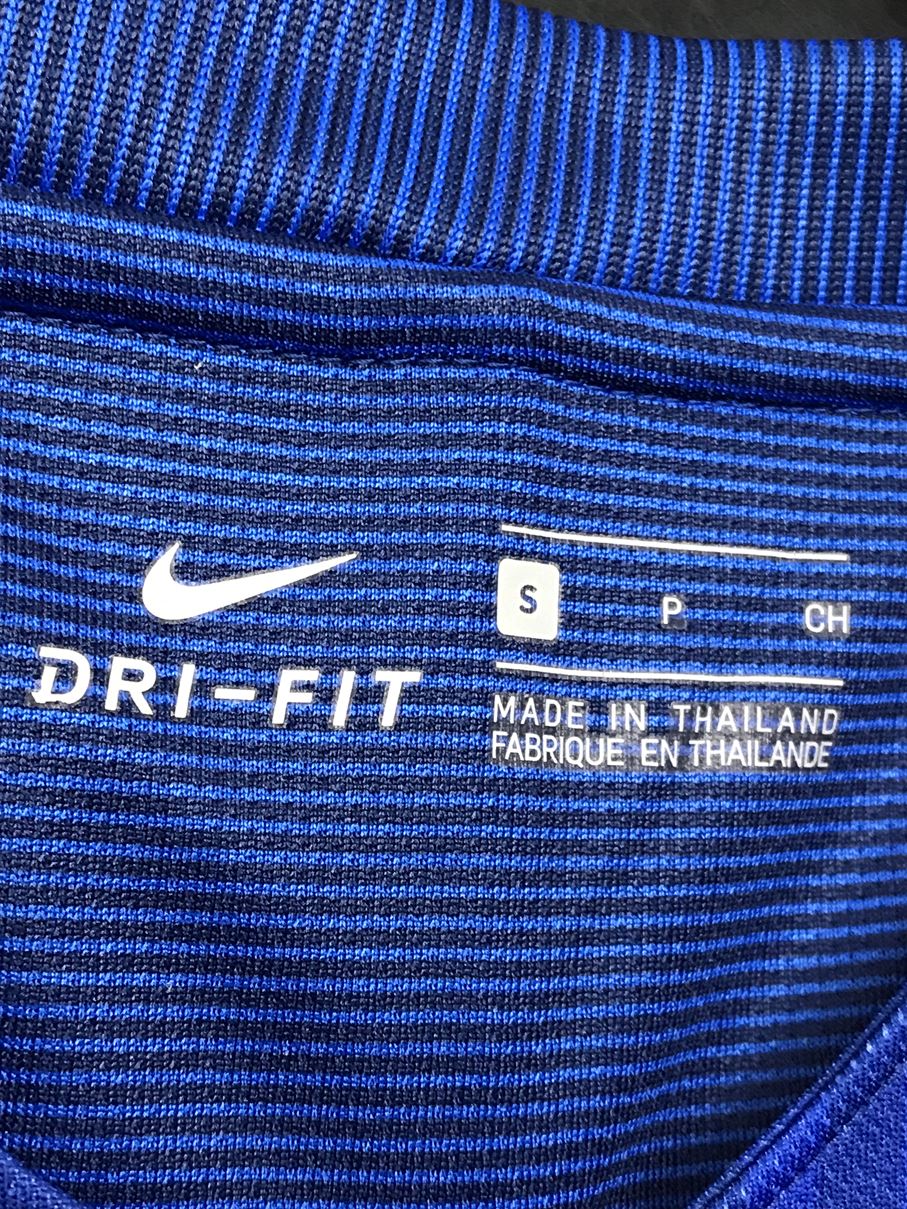 DRI-FIT
S P CH
MADE IN THAILAND
FABRIQUE EN THAILANDE